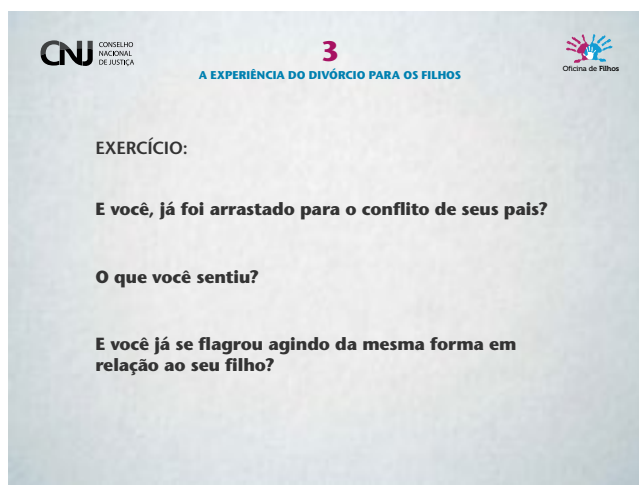 CNJ
CONSELHO
NACIONAL
DE JUSTIÇA
3
A EXPERIÊNCIA DO DIVÓRCIO PARA OS FILHOS
Oficina de Filhos
EXERCÍCIO:
E você, já foi arrastado para o conflito de seus pais?
O que você sentiu?
E você já se flagrou agindo da mesma forma em
relação ao seu filho?